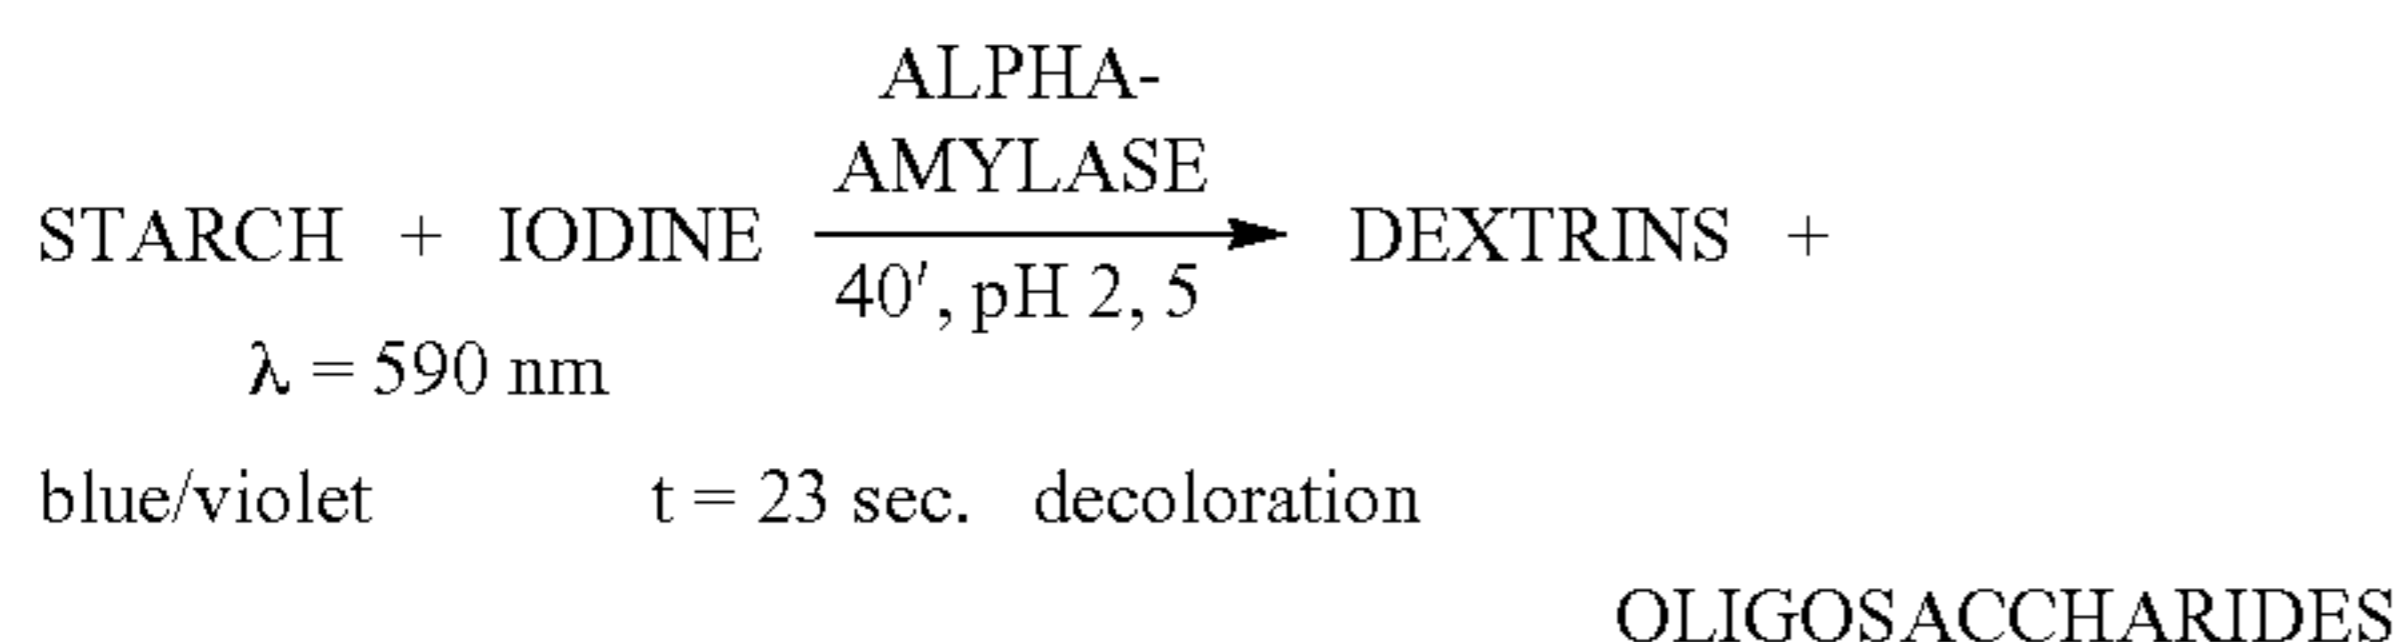 ALPHA-
AMYLASE
STARCH + IODINE DEXTRINS +
40′, pH 2, 5
λ = 590 nm
blue/violet t = 23 sec. decoloration
OLIGOSACCHARIDES